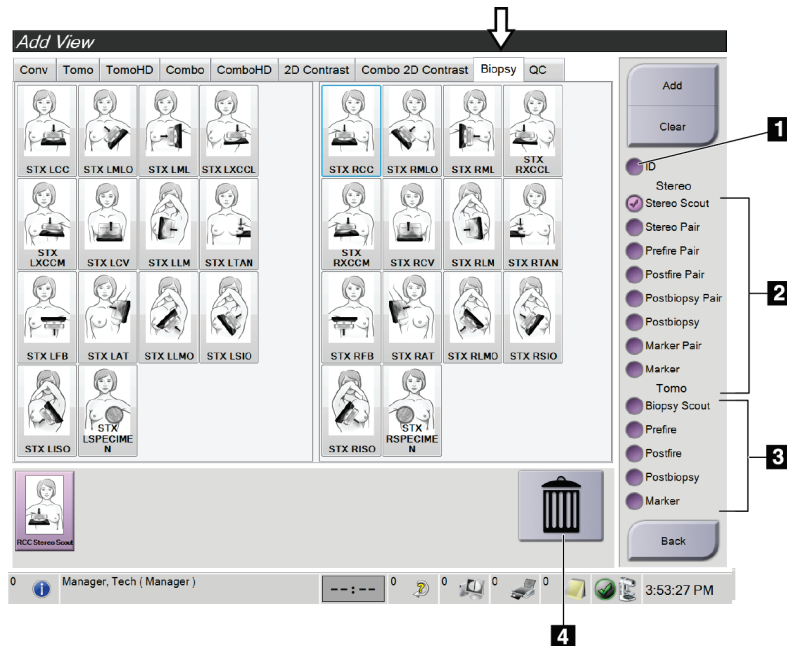 Add View
Conv Tomo TomoHD Combo ComboHD 2D Contrast Combo 2D Contrast Biopsy QC
STX LCC STX LMLO STX LML STX LXCCL
STX RCC STX RMLO STX RML STX
RXCCL
STX
LXCCM STX LCV STX LLM STX LTAN
STX
RXCCM STX RCV STX RLM STX RTAN
STX LFB STX LAT STX LLMO STX LSIO
STX RFB STX RAT STX RLMO STX RSIO
STX LISO STX
LSPECIME
N
STX RISO STX
RSPECIME
N
RCC Stereo Scout
Add
Clear
ID
Stereo
Stereo Scout
Stereo Pair
Prefire Pair
Postfire Pair
Postbiopsy Pair
Postbiopsy
Marker Pair
Marker
Tomo
Biopsy Scout
Prefire
Postfire
Postbiopsy
Marker
Back
1
2
3
0 Manager, Tech ( Manager ) --:-- 0 0 0 0 3:53:27 PM
4